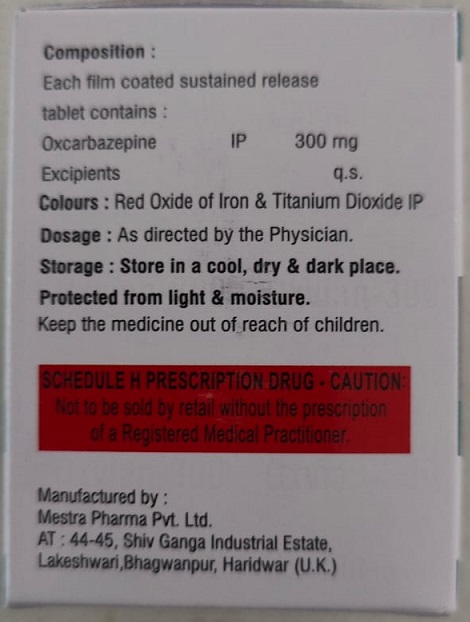 Composition :
Each film coated sustained release
tablet contains :
Oxcarbazepine IP 300 mg
Excipients q.s.
Colours : Red Oxide of Iron & Titanium Dioxide IP
Dosage : As directed by the Physician.
Storage : Store in a cool, dry & dark place.
Protected from light & moisture.
Keep the medicine out of reach of children.
SCHEDULE H PRESCRIPTION DRUG - CAUTION:
Not to be sold by retail without the prescription
of a Registered Medical Practitioner.
Manufactured by :
Mestra Pharma Pvt. Ltd.
AT : 44-45, Shiv Ganga Industrial Estate,
Lakeshwari,Bhagwanpur, Haridwar (U.K.)